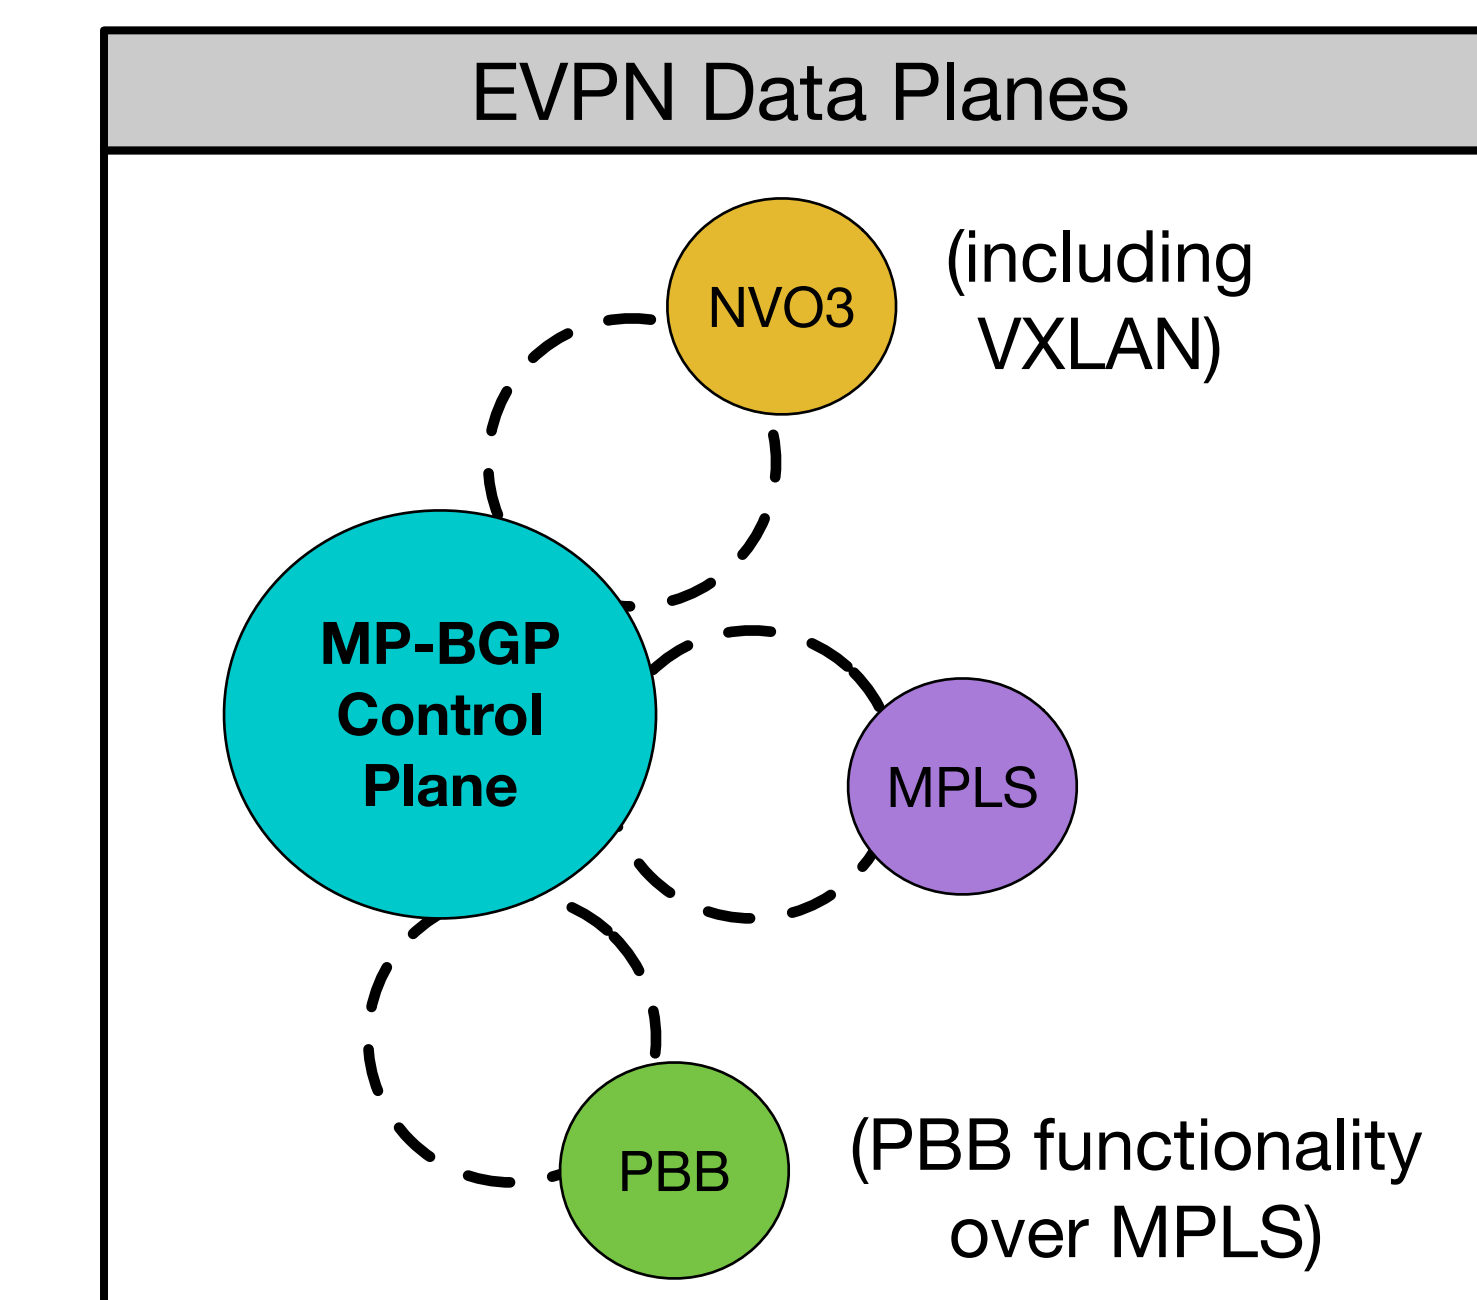 EVPN Data Planes
NVO3
(including
VXLAN)
MP-BGP
Control
Plane
MPLS
PBB
(PBB functionality
over MPLS)